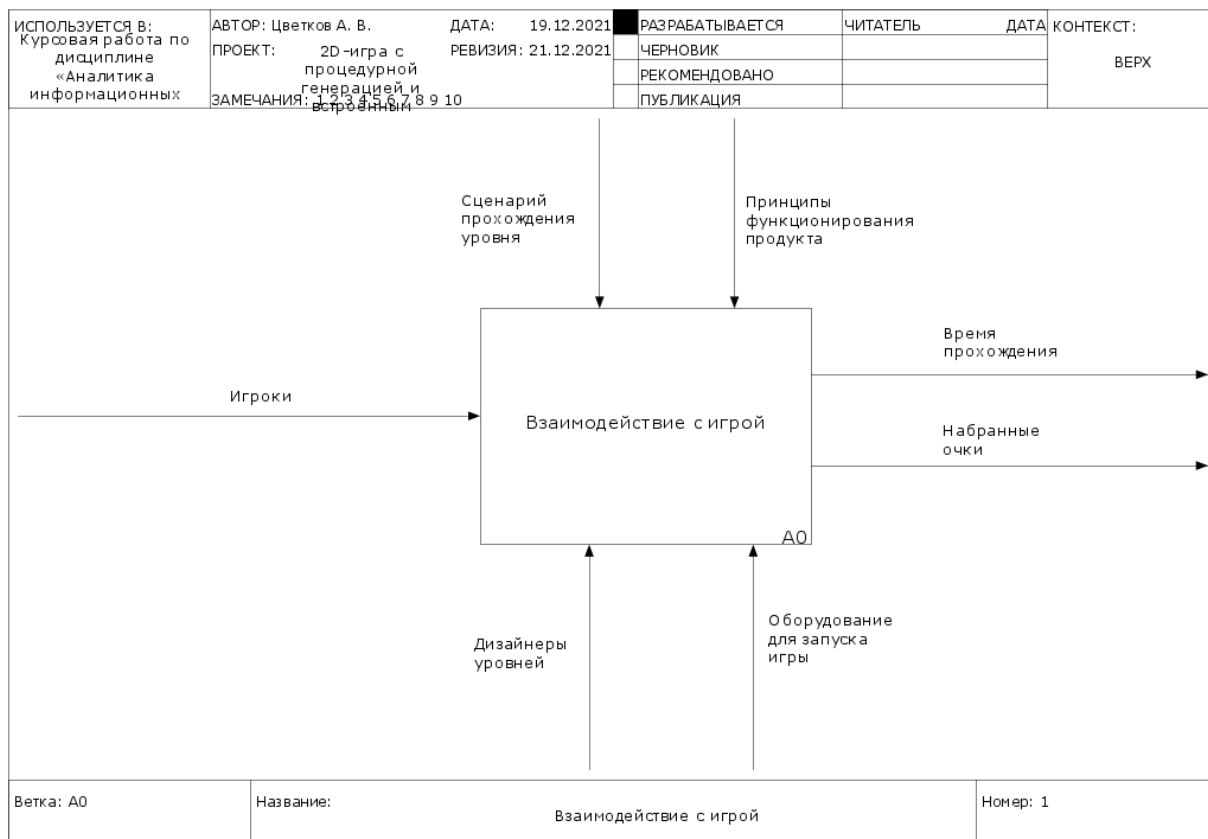 ИСПОЛЬЗУЕТСЯ В:
Курсовая работа по
дисциплине
«Аналитика
информационных
АВТОР: Цветков А. В.
ДАТА: 19.12.2021
ПРОЕКТ: 2D-игра с
процедурной
генерацией и
встроенным
РЕВИЗИЯ: 21.12.2021
ЗАМЕЧАНИЯ: 1 2 3 4 5 6 7 8 9 10
РАЗРАБАТЫВАЕТСЯ
ЧЕРНОВИК
РЕКОМЕНДОВАНО
ПУБЛИКАЦИЯ
ЧИТАТЕЛЬ ДАТА
КОНТЕКСТ:
ВЕРХ
Сценарий
прохождения
уровня
Принципы
функционирования
продукта
Время
прохождения
Игроки
Взаимодействие с игрой
Набранные
очки
A0
Дизайнеры
уровней
Оборудование
для запуска
игры
Ветка: A0
Название:
Взаимодействие с игрой
Номер: 1